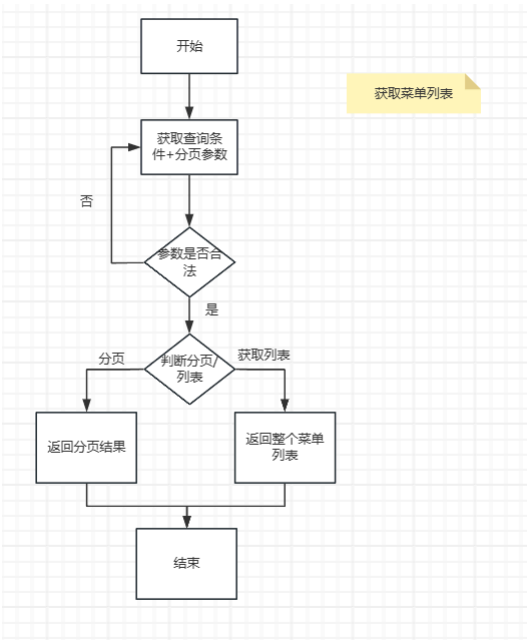 开始
获取菜单列表
获取查询条
件+分页参数
否
参数是否合
法
是
分页
判断分页/
列表
获取列表
返回分页结果
返回整个菜单
列表
结束